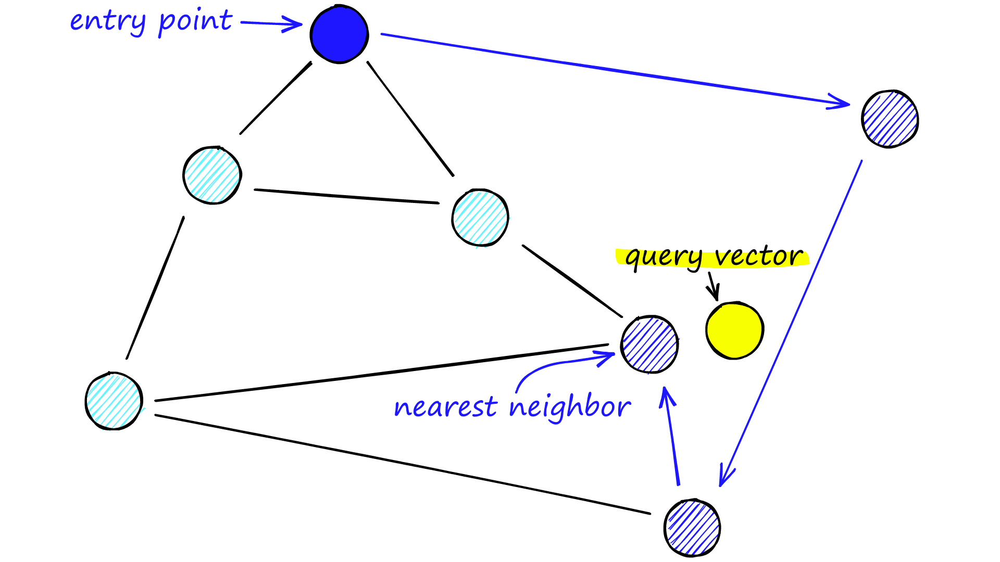 entry point
query vector
nearest neighbor